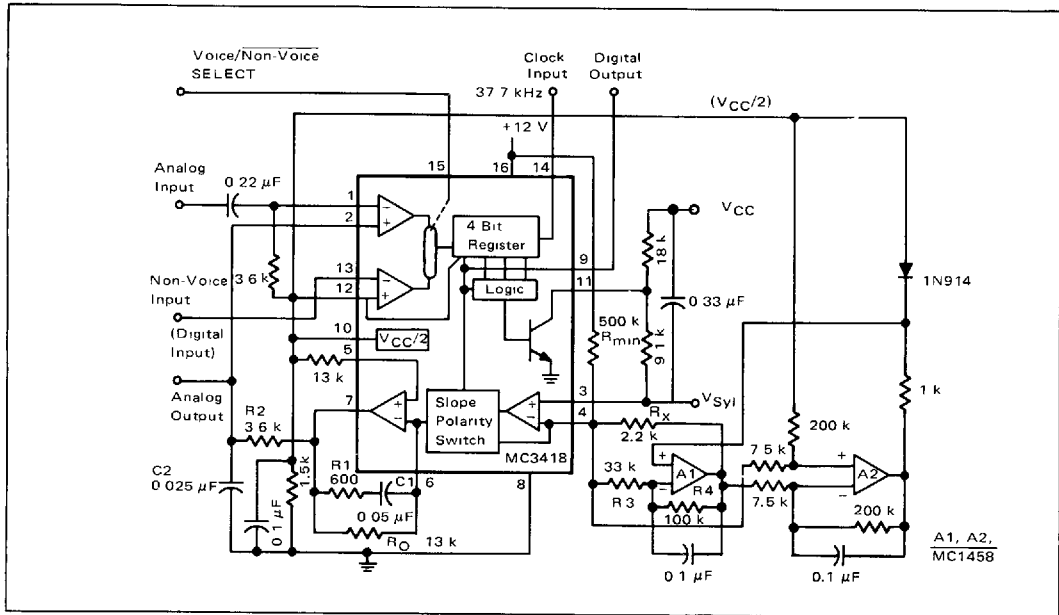 Voice/Non-Voice
SELECT
Clock
Input
37 7 kHz
Digital
Output
(VCC/2)
+12 V
15
16
14
Analog
Input
0 22 µF
1
2
4 Bit
Register
9
VCC
18 k
13
12
Non-Voice
Input
(Digital
Input)
3 6 k
Logic
11
0 33 µF
1N914
10
VCC/2
500 k
Rmin
9 1 k
5
13 k
Analog
Output
7
Slope
Polarity
Switch
3
4
VSyl
1 k
R2
3 6 k
MC3418
Rx
2.2 k
200 k
C2
0 025 µF
1.5 k
R1
600
C1
6
8
33 k
R3
A1
R4
7 5 k
7.5 k
A2
0 05 µF
100 k
200 k
0 1 µF
RO
13 k
0 1 µF
0.1 µF
A1, A2,
MC1458